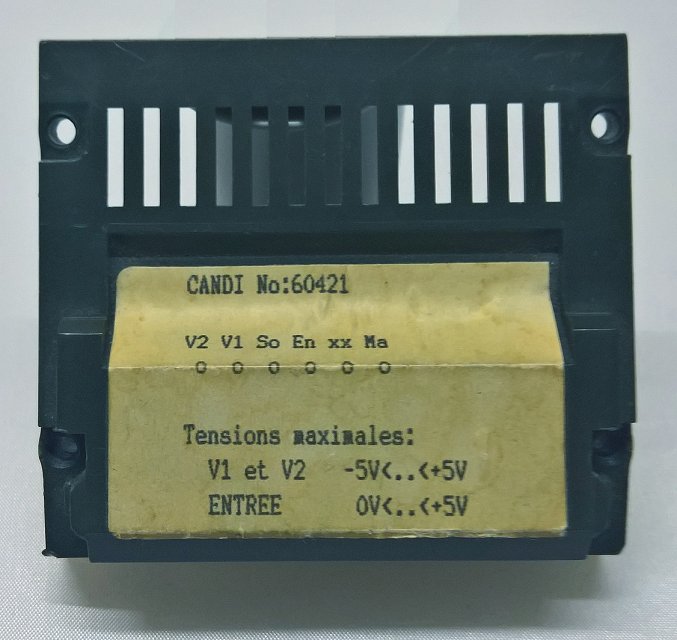 CANDI No:60421
V2 V1 So En xx Ma
o o o o o o
Tensions maximales:
V1 et V2 -5V<..<+5V
ENTREE 0V<..<+5V